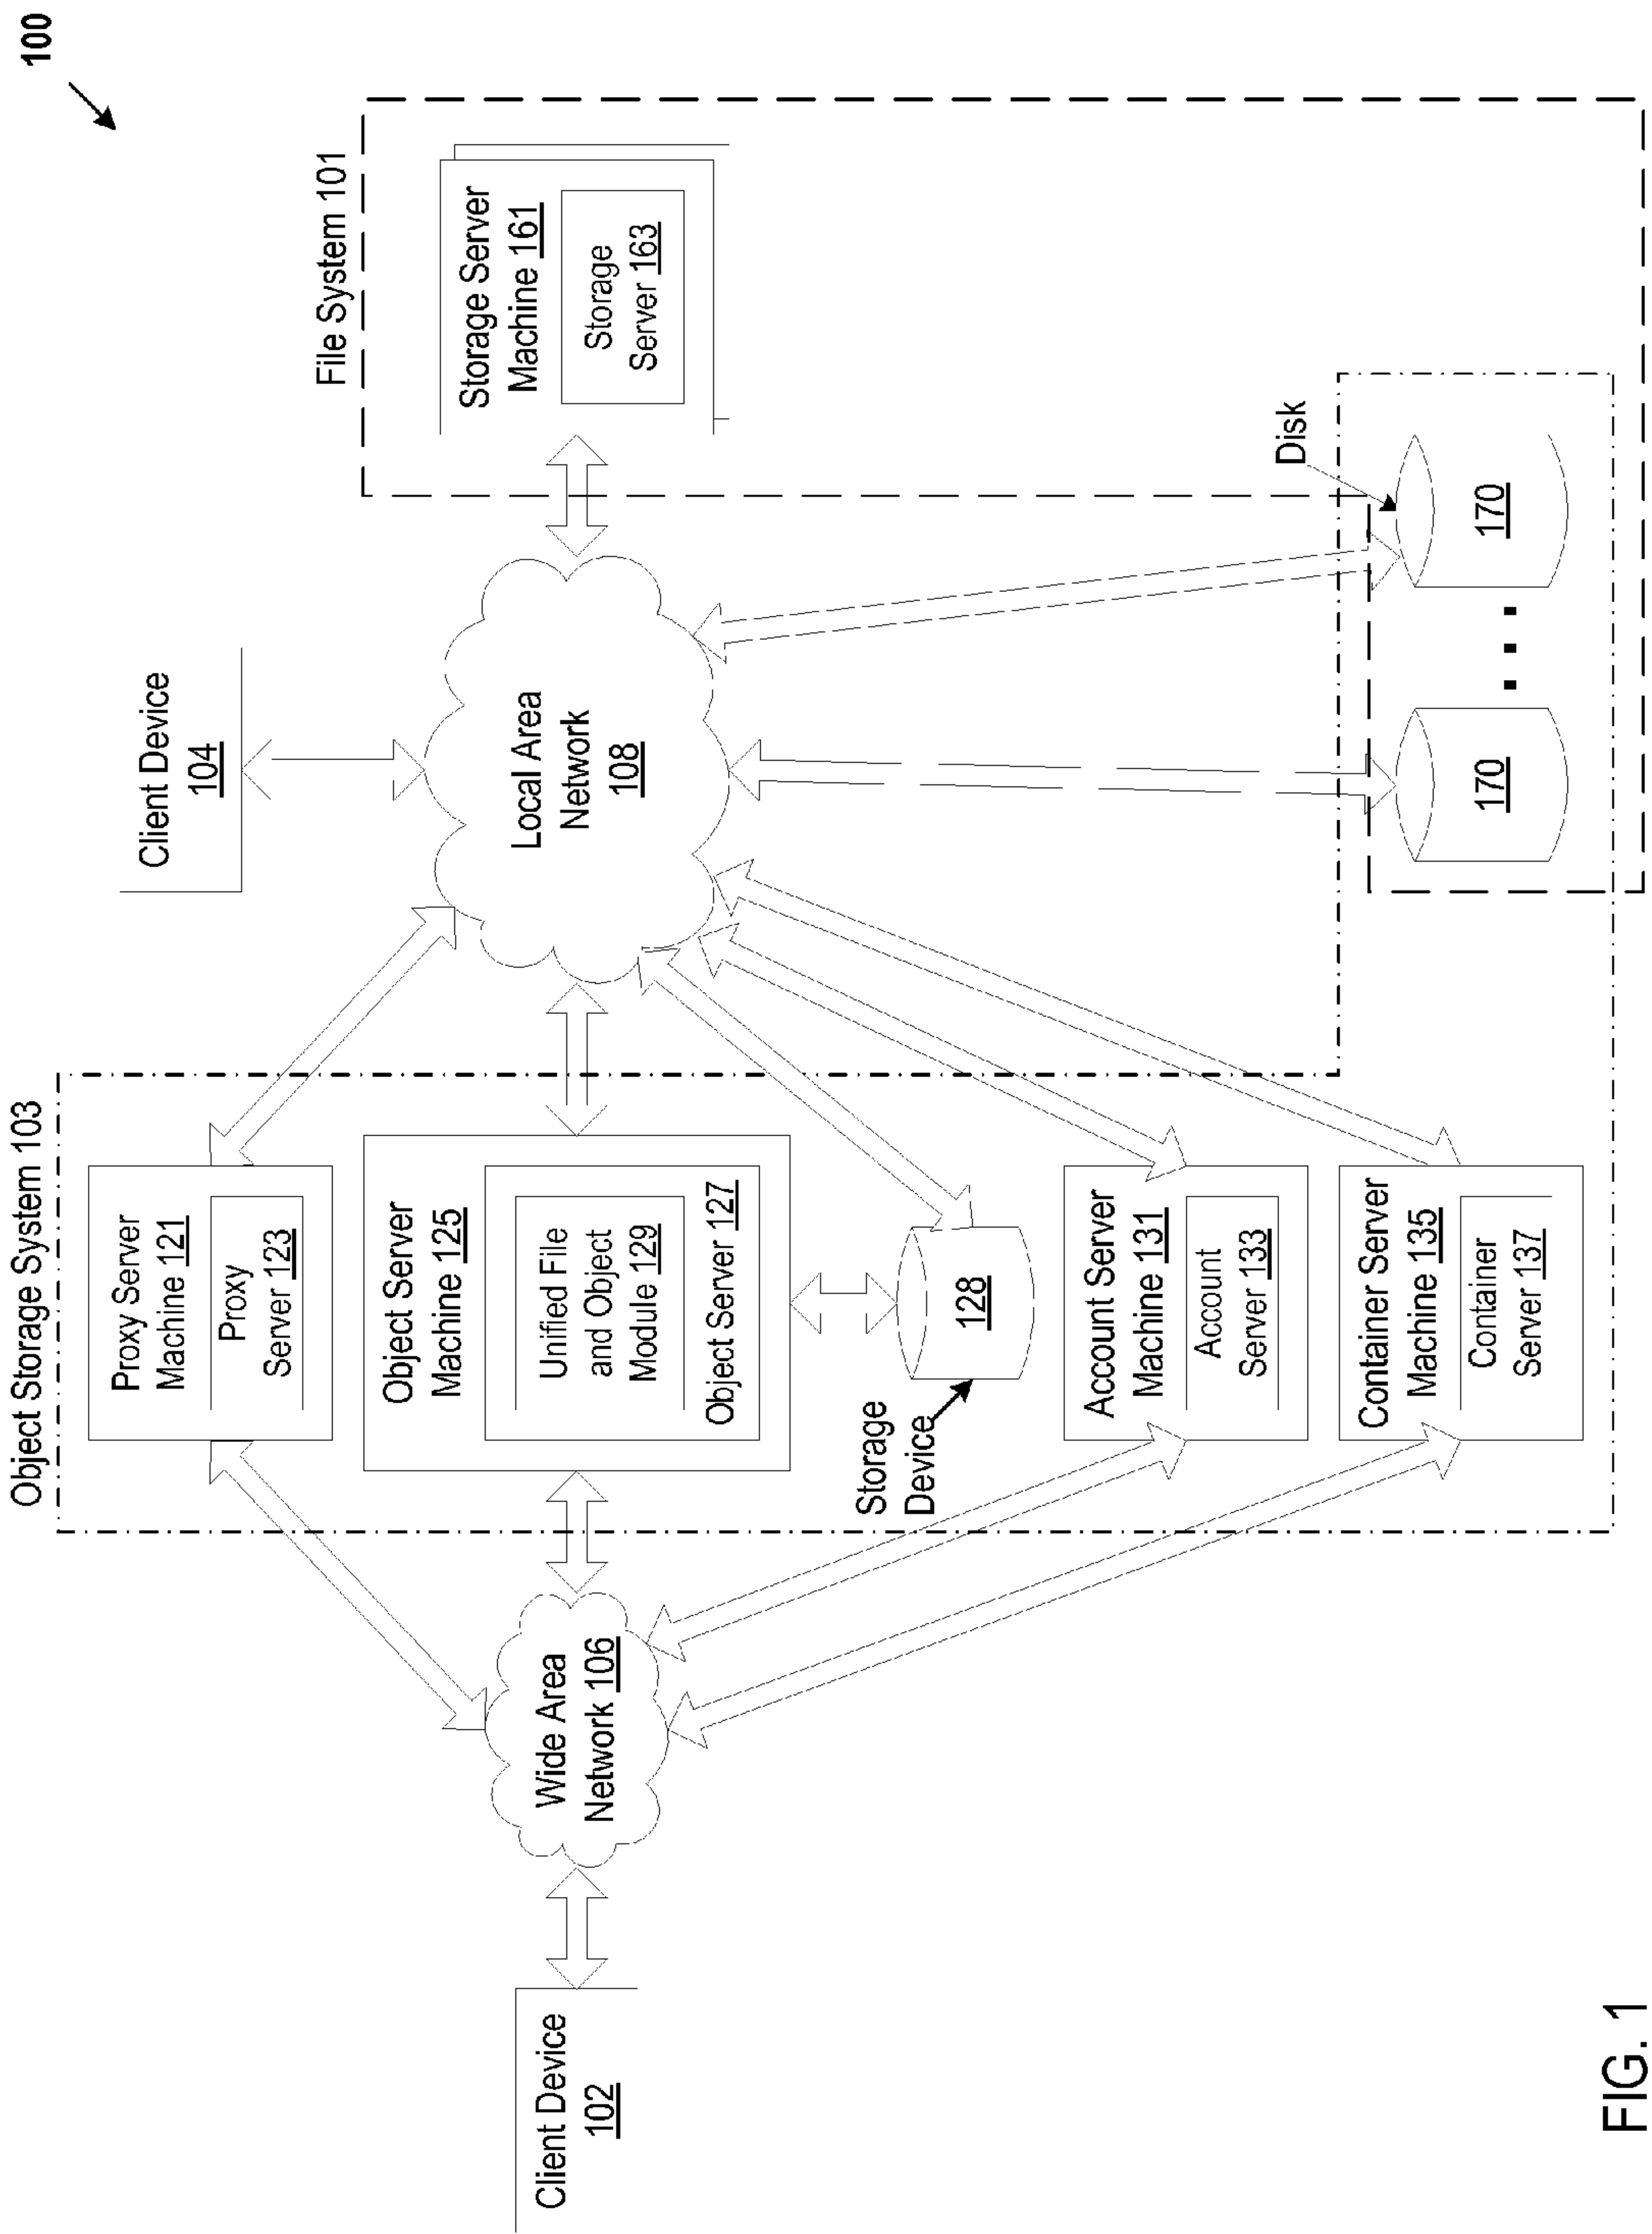 100
Object Storage System 103
File System 101
Client Device
104
Proxy Server
Machine 121
Proxy
Server 123
Storage Server
Machine 161
Storage
Server 163
Object Server
Machine 125
Unified File
and Object
Module 129
Object Server 127
Client Device
102
Wide Area
Network 106
Local Area
Network
108
Storage
Device
128
Account Server
Machine 131
Account
Server 133
Container Server
Machine 135
Container
Server 137
Disk
170
...
170
FIG. 1